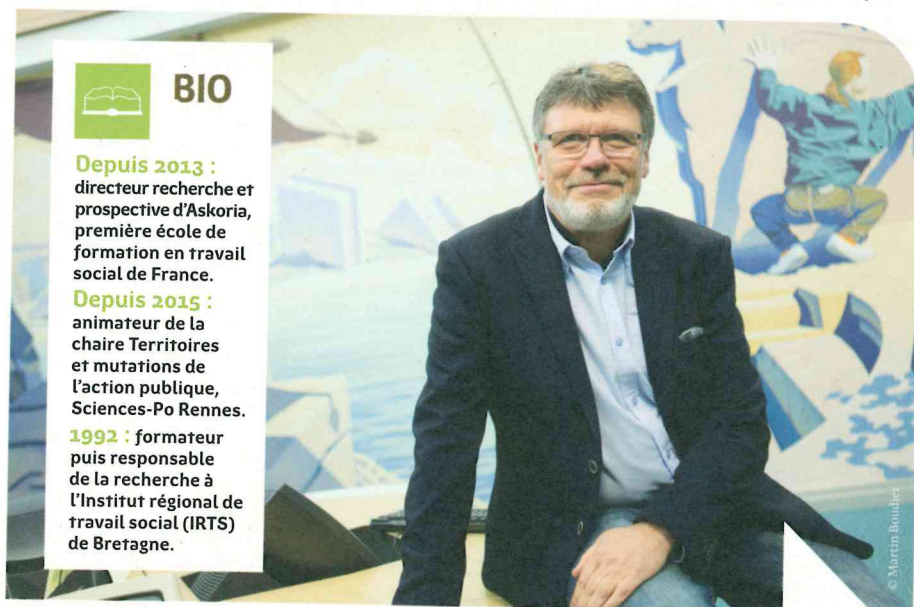 BIO
Depuis 2013 :
directeur recherche et
prospective d'Askoria,
première école de
formation en travail
social de France.
Depuis 2015 :
animateur de la
chaire Territoires
et mutations de
l'action publique,
Sciences-Po Rennes.
1992 : formateur
puis responsable
de la recherche à
l'Institut régional de
travail social (IRTS)
de Bretagne.
© Martin Boudier